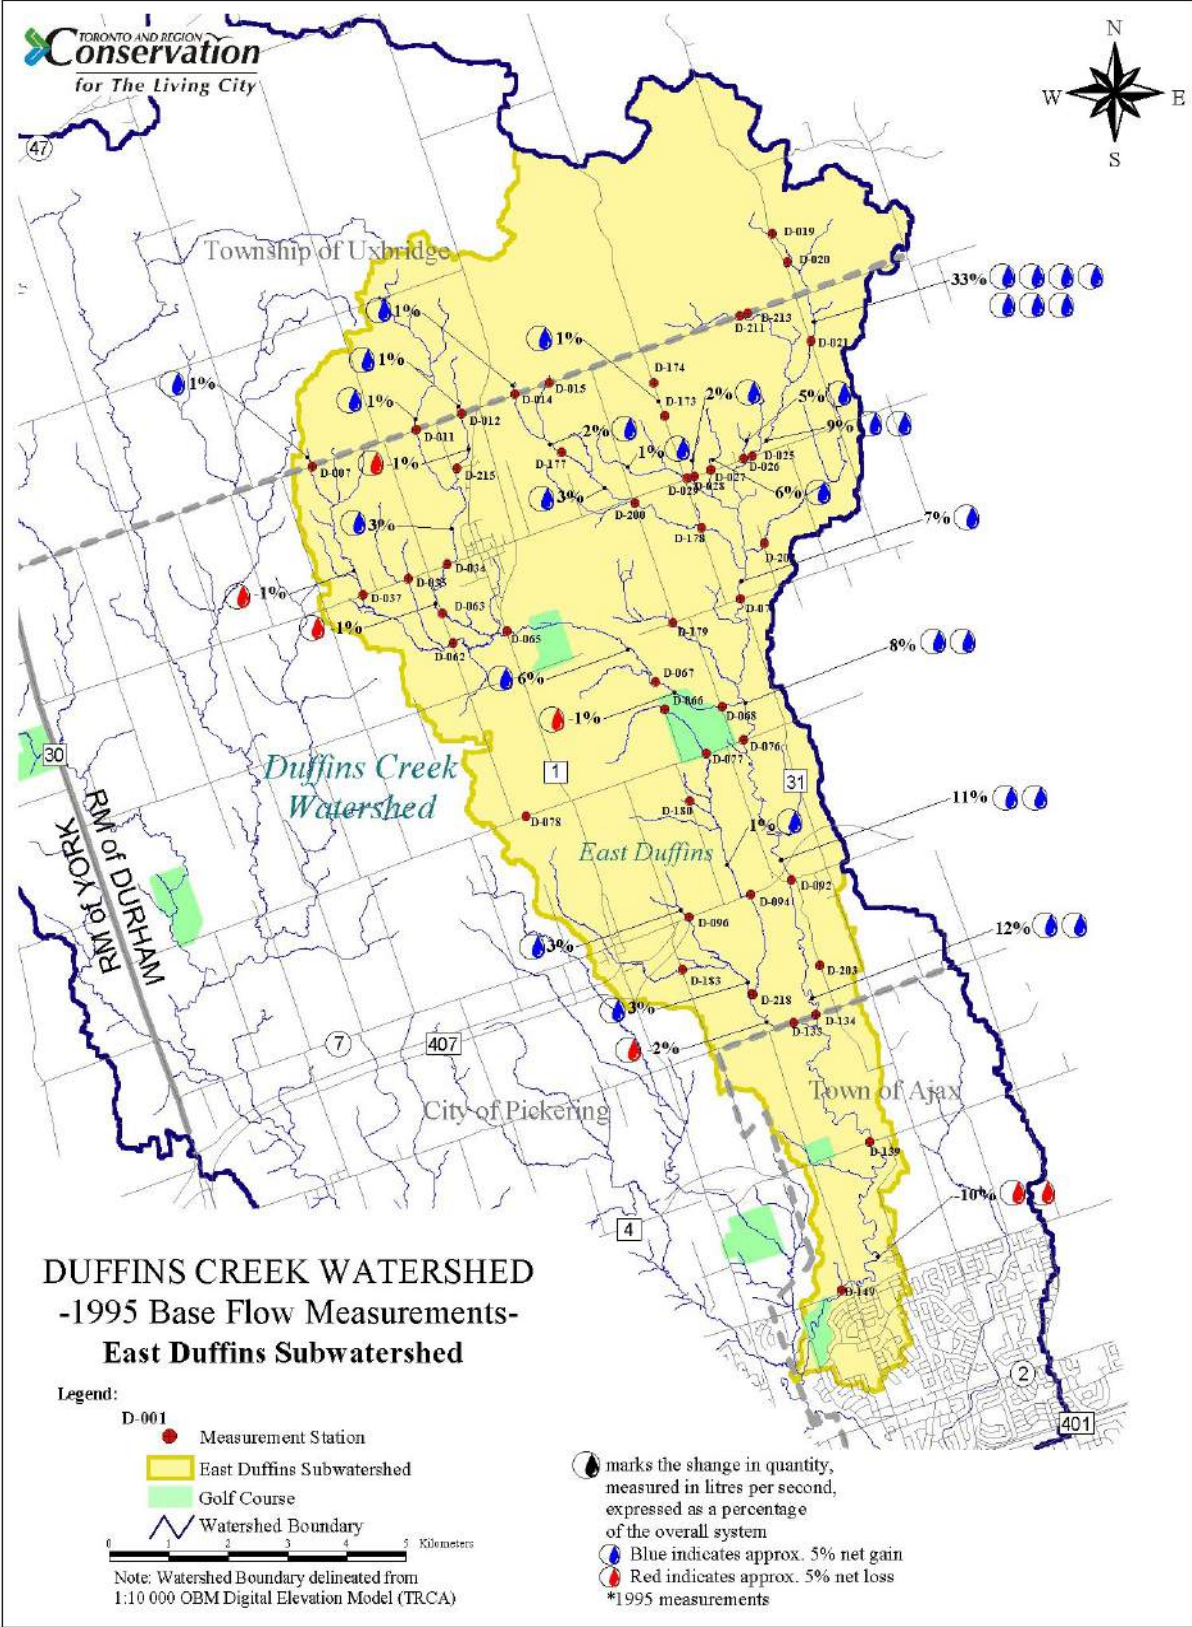 TORONTO AND REGION
Conservation
for The Living City
N
W
E
S
47
Township of Uxbridge
D-019
D-020
33%
D-213
D-211
D-021
1%
1%
1%
1%
1%
D-174
D-015
D-014
D-173
2%
5%
9%
D-012
D-011
2%
1%
D-025
D-026
D-177
D-007
-1%
D-215
D-027
D-028
D-029
6%
3%
D-200
3%
7%
D-178
D-034
D-035
D-037
-1%
D-063
-1%
D-065
D-179
D-062
8%
6%
D-067
D-066
-1%
D-068
D-076
D-077
30
Duffins Creek
Watershed
1
31
RM of YORK
RM of DURHAM
D-078
D-180
11%
1%
East Duffins
D-092
D-094
D-096
12%
3%
D-183
D-203
D-218
3%
D-134
D-135
-2%
7
407
Town of Ajax
City of Pickering
D-139
-10%
4
D-149
2
401
DUFFINS CREEK WATERSHED
-1995 Base Flow Measurements-
East Duffins Subwatershed
Legend:
D-001
Measurement Station
East Duffins Subwatershed
Golf Course
Watershed Boundary
0 1 2 3 4 5 Kilometers
Note: Watershed Boundary delineated from
1:10 000 OBM Digital Elevation Model (TRCA)
marks the shange in quantity,
measured in litres per second,
expressed as a percentage
of the overall system
Blue indicates approx. 5% net gain
Red indicates approx. 5% net loss
*1995 measurements